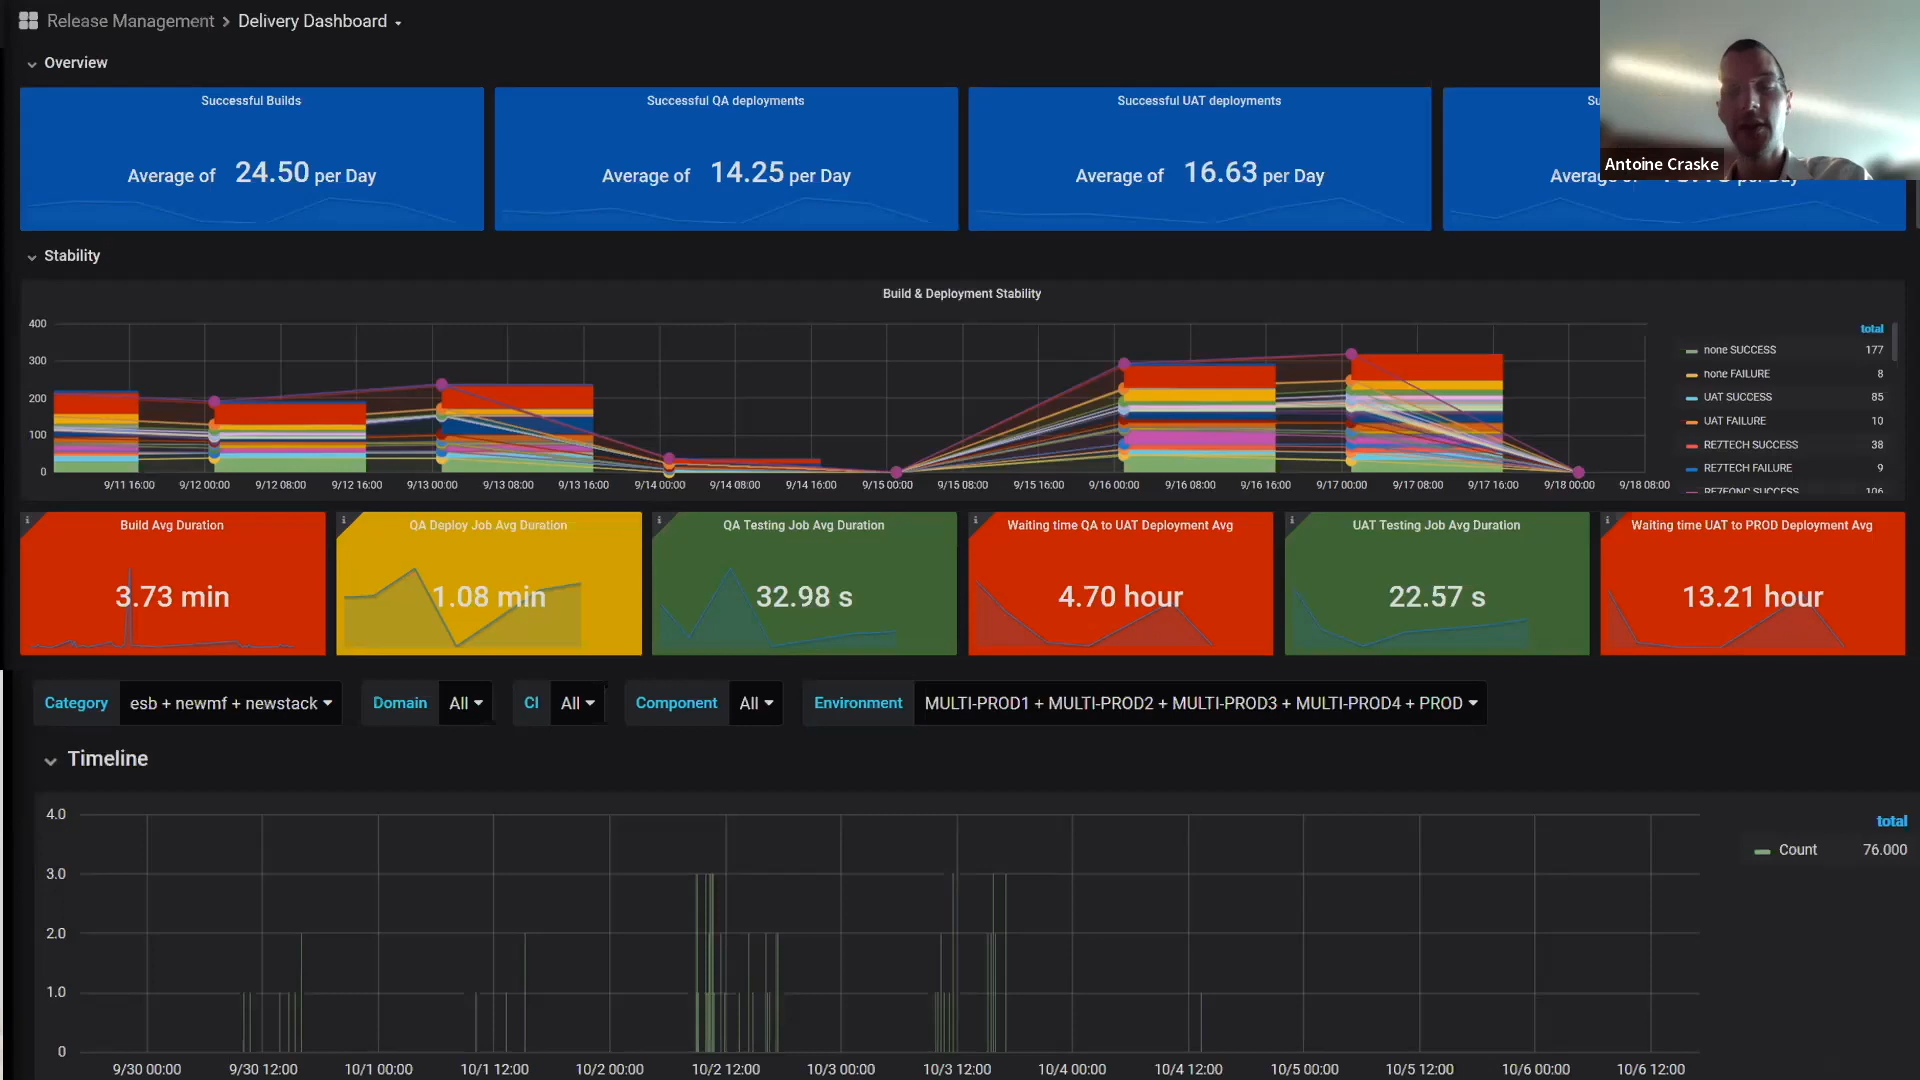 Release Management > Delivery Dashboard
Overview
Successful Builds
Average of 24.50 per Day
Successful QA deployments
Average of 14.25 per Day
Successful UAT deployments
Average of 16.63 per Day
Average of per Day
Antoine Craske
Stability
Build & Deployment Stability
400
300
200
100
0
9/11 16:00 9/12 00:00 9/12 08:00 9/12 16:00 9/13 00:00 9/13 08:00 9/13 16:00 9/14 00:00 9/14 08:00 9/14 16:00 9/15 00:00 9/15 08:00 9/15 16:00 9/16 00:00 9/16 08:00 9/16 16:00 9/17 00:00 9/17 08:00 9/17 16:00 9/18 00:00 9/18 08:00
total
none SUCCESS 177
none FAILURE 8
UAT SUCCESS 85
UAT FAILURE 10
RE7TECH SUCCESS 38
RE7TECH FAILURE 9
RE7FONC SUCCESS 106
Build Avg Duration
3.73 min
QA Deploy Job Avg Duration
1.08 min
QA Testing Job Avg Duration
32.98 s
Waiting time QA to UAT Deployment Avg
4.70 hour
UAT Testing Job Avg Duration
22.57 s
Waiting time UAT to PROD Deployment Avg
13.21 hour
Category esb + newmf + newstack Domain All CI All Component All Environment MULTI-PROD1 + MULTI-PROD2 + MULTI-PROD3 + MULTI-PROD4 + PROD
Timeline
4.0
3.0
2.0
1.0
0
9/30 00:00 9/30 12:00 10/1 00:00 10/1 12:00 10/2 00:00 10/2 12:00 10/3 00:00 10/3 12:00 10/4 00:00 10/4 12:00 10/5 00:00 10/5 12:00 10/6 00:00 10/6 12:00
total
Count 76.000